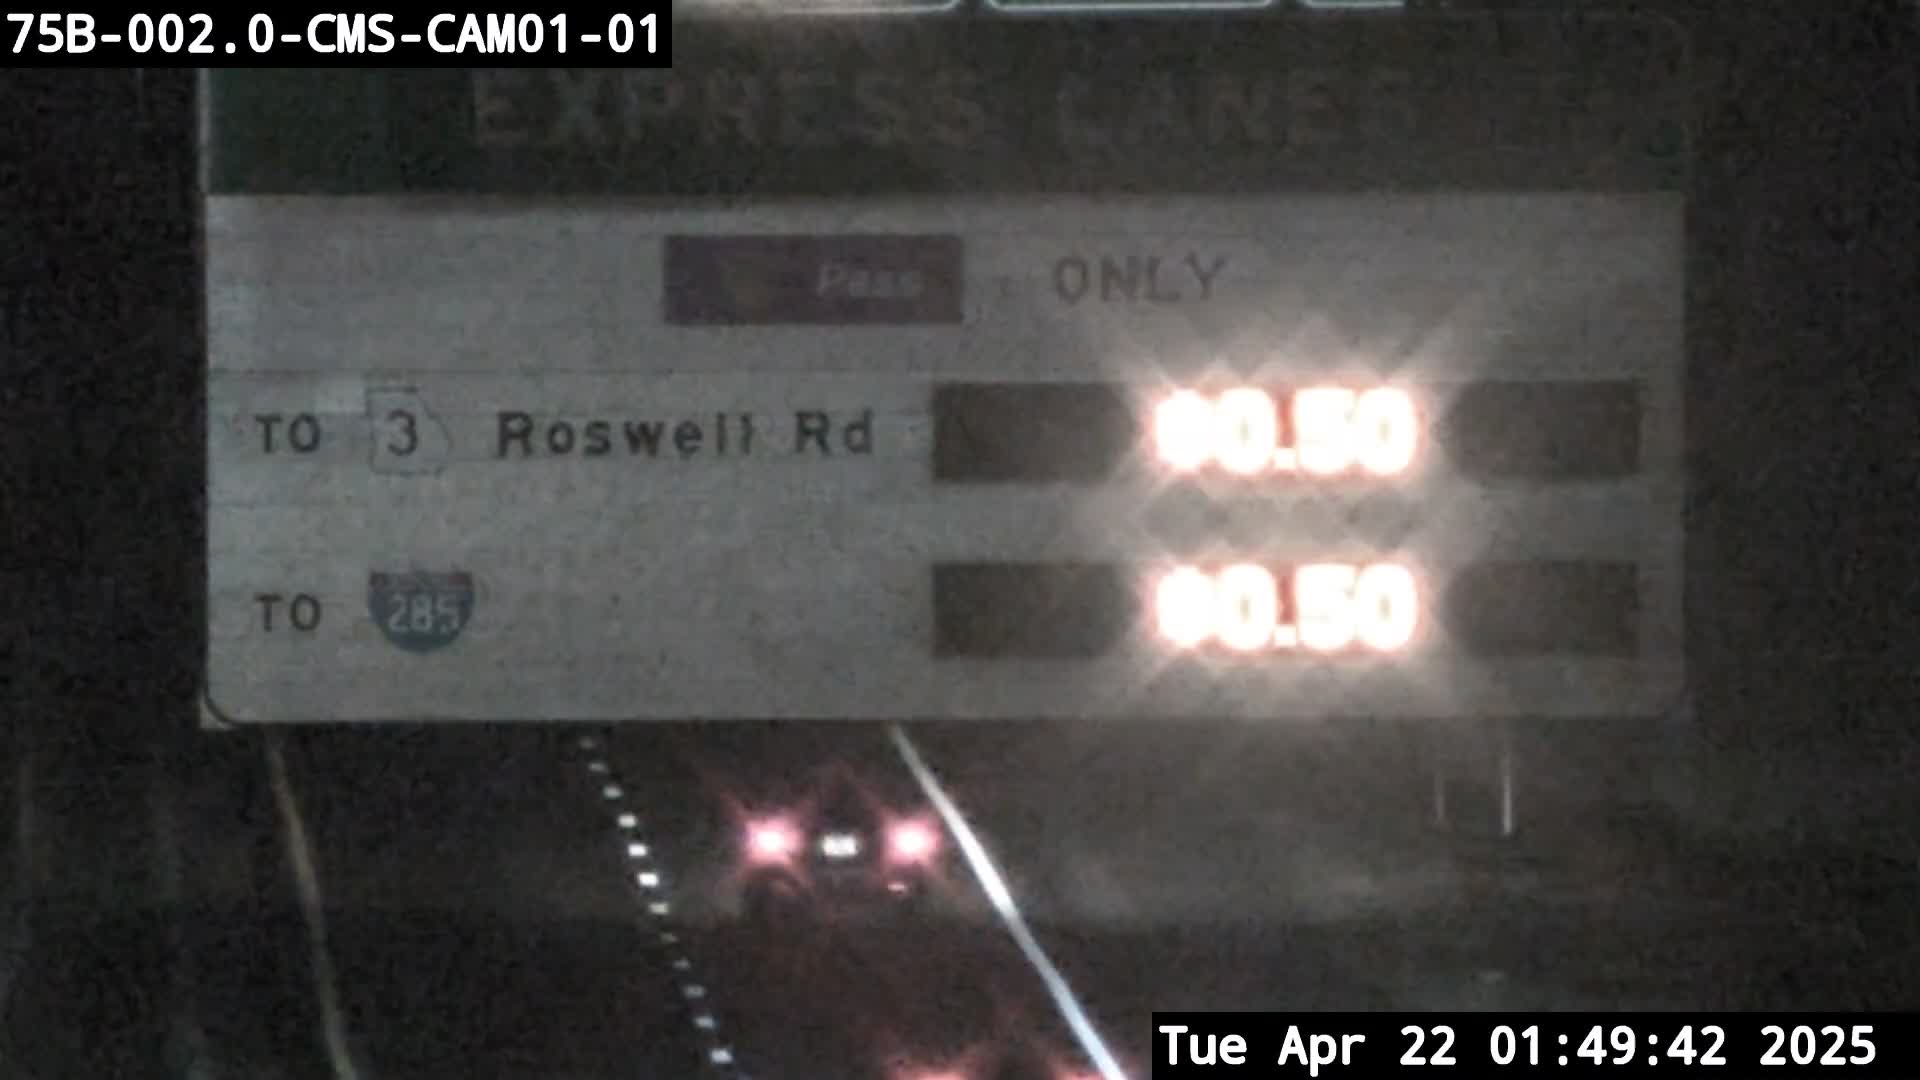 75B-002.0-CMS-CAM01-01
EXPRESS LANES
Pass ONLY
TO 3 Roswell Rd $0.50
TO 285 $0.50
Tue Apr 22 01:49:42 2025